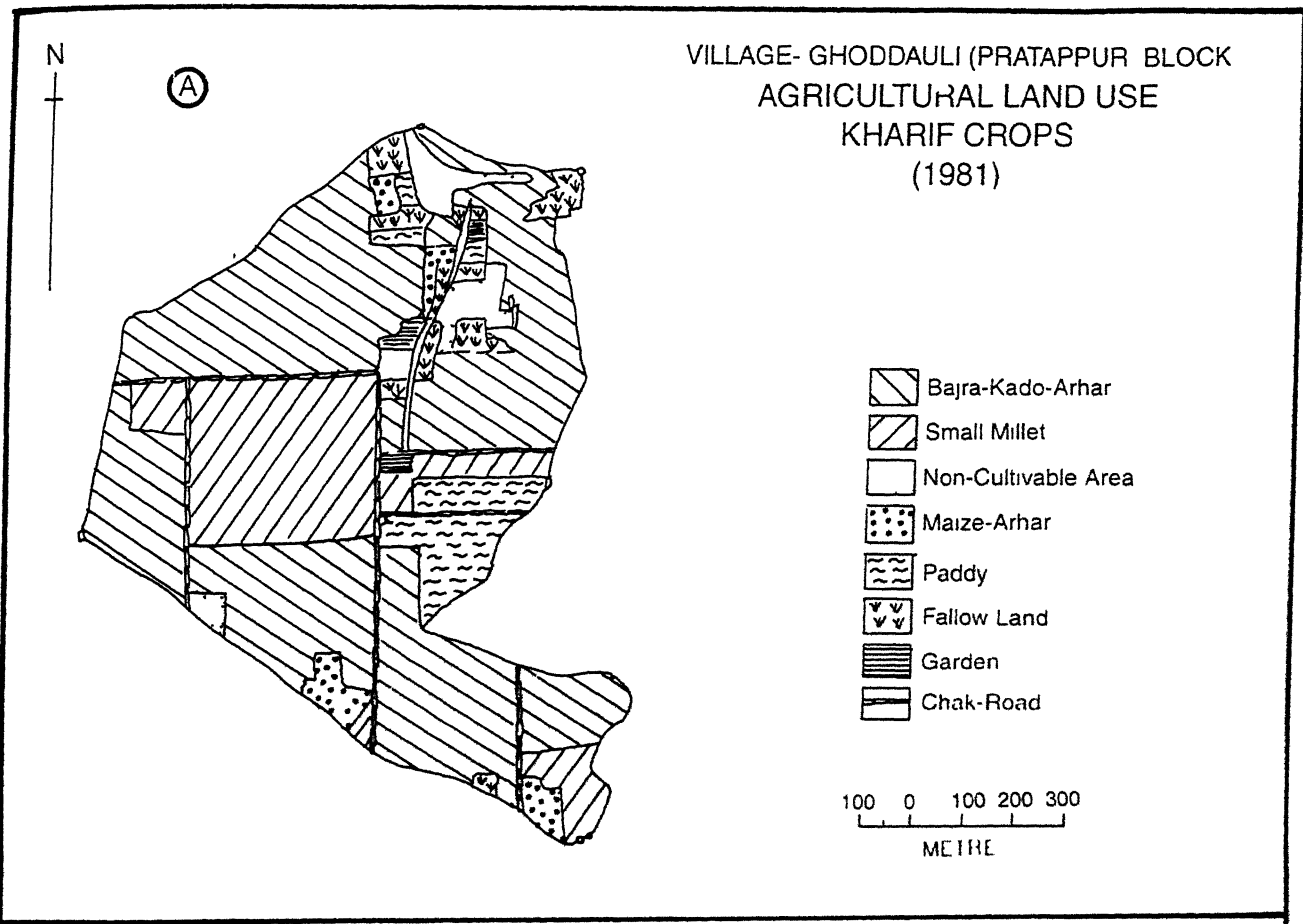 N
A
VILLAGE- GHODDAULI (PRATAPPUR BLOCK
AGRICULTURAL LAND USE
KHARIF CROPS
(1981)
Bajra-Kado-Arhar
Small Millet
Non-Cultivable Area
Maize-Arhar
Paddy
Fallow Land
Garden
Chak-Road
100 0 100 200 300
METRE